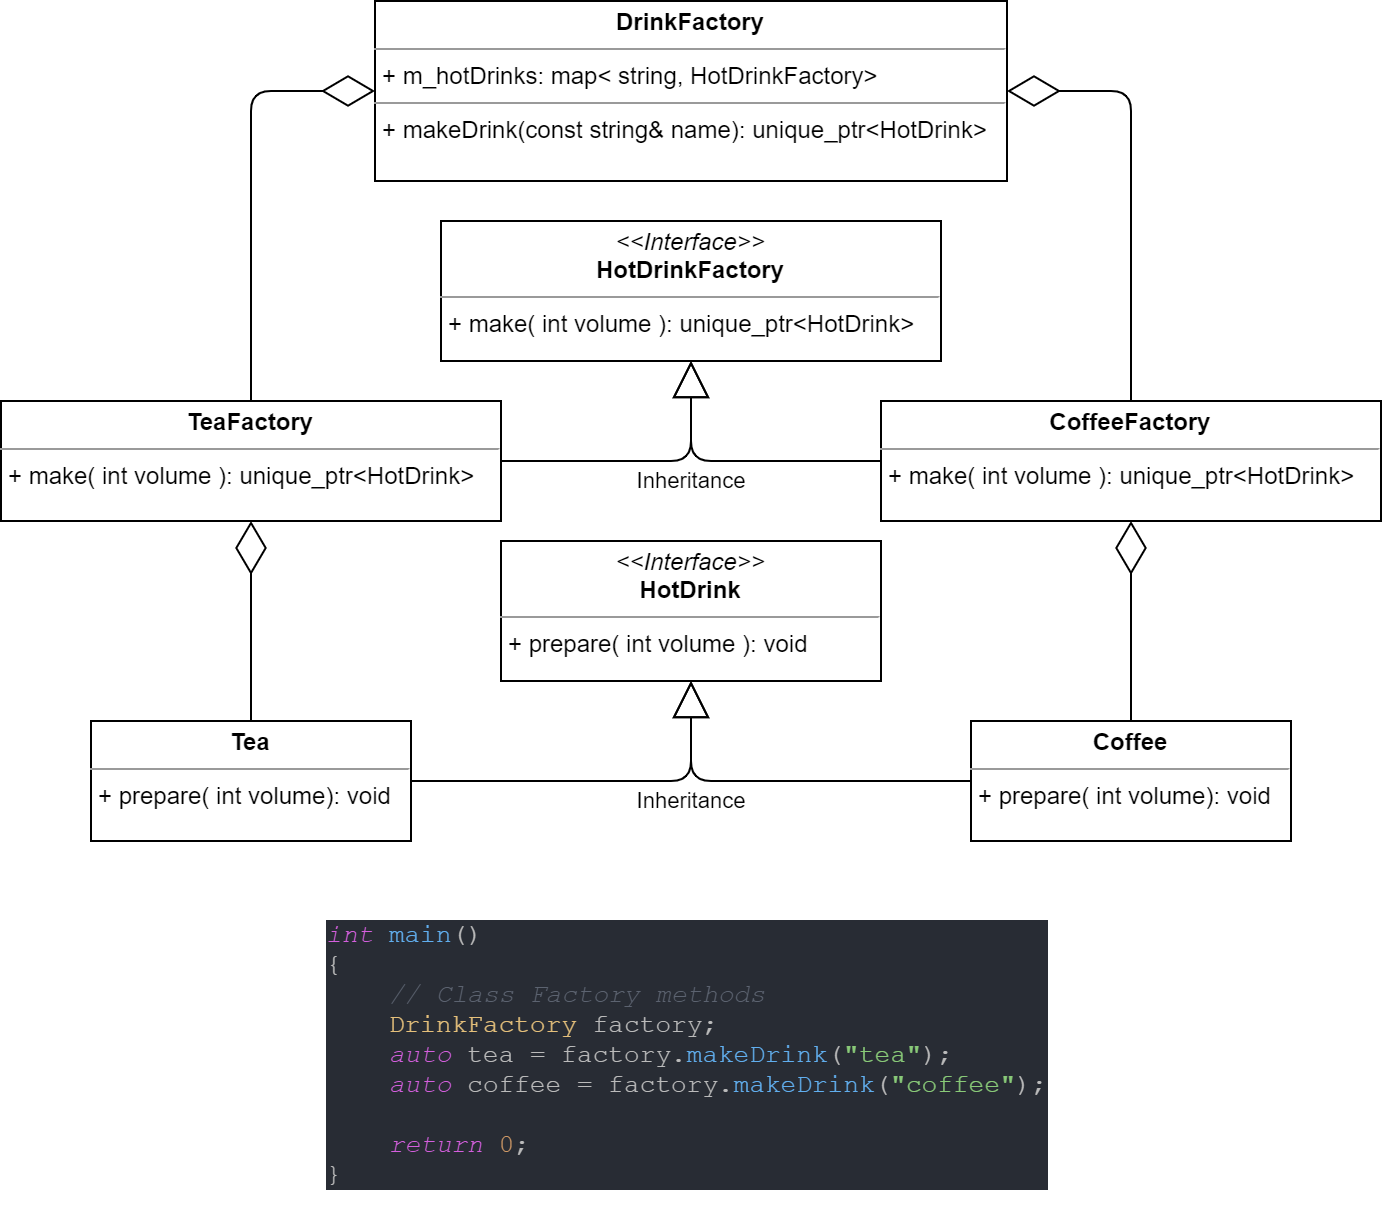 DrinkFactory
+ m_hotDrinks: map< string, HotDrinkFactory>
+ makeDrink(const string& name): unique_ptr<HotDrink>
<<Interface>>
HotDrinkFactory
+ make( int volume ): unique_ptr<HotDrink>
TeaFactory
+ make( int volume ): unique_ptr<HotDrink>
CoffeeFactory
+ make( int volume ): unique_ptr<HotDrink>
Inheritance
<<Interface>>
HotDrink
+ prepare( int volume ): void
Tea
+ prepare( int volume): void
Coffee
+ prepare( int volume): void
Inheritance
int main()
{
    // Class Factory methods
    DrinkFactory factory;
    auto tea = factory.makeDrink("tea");
    auto coffee = factory.makeDrink("coffee");
    return 0;
}